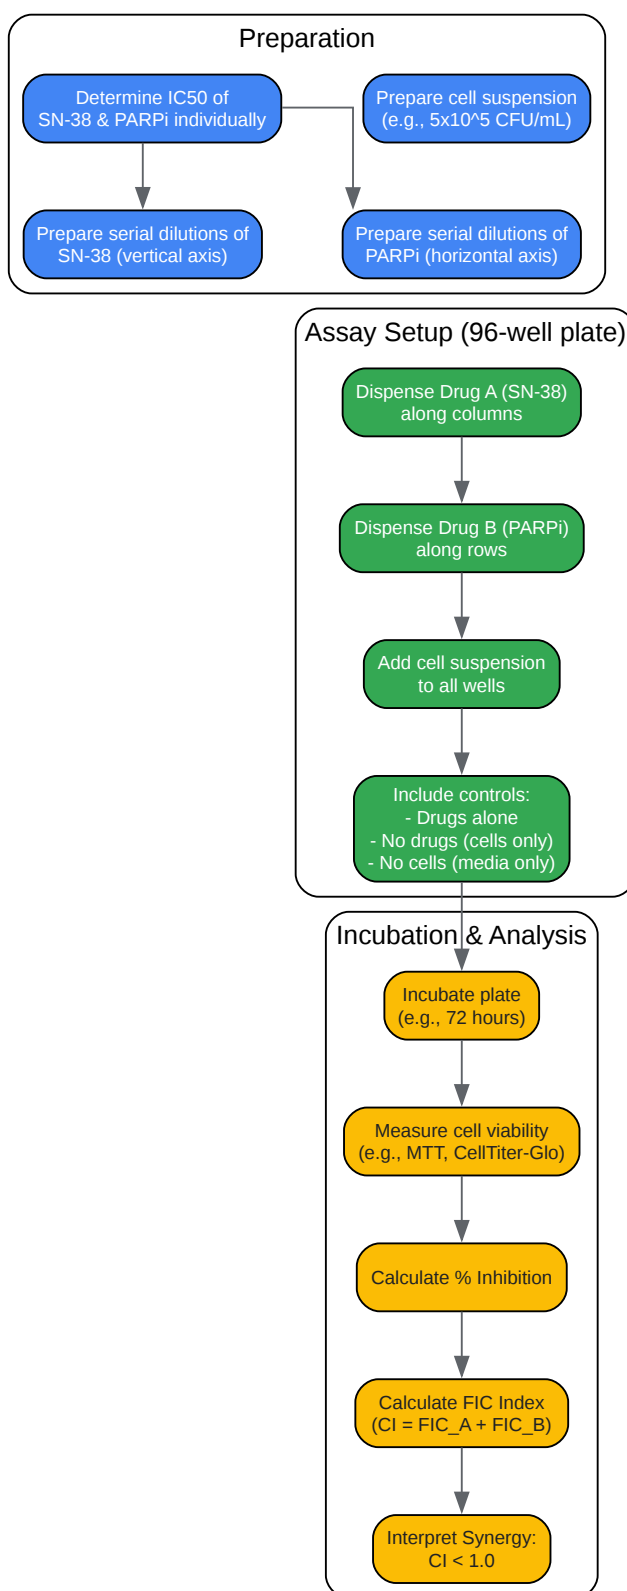 Preparation
Determine IC50 of
SN-38 & PARPi individually
Prepare cell suspension
(e.g., 5x10^5 CFU/mL)
Prepare serial dilutions of
SN-38 (vertical axis)
Prepare serial dilutions of
PARPi (horizontal axis)
Assay Setup (96-well plate)
Dispense Drug A (SN-38)
along columns
Dispense Drug B (PARPi)
along rows
Add cell suspension
to all wells
Include controls:
- Drugs alone
- No drugs (cells only)
- No cells (media only)
Incubation & Analysis
Incubate plate
(e.g., 72 hours)
Measure cell viability
(e.g., MTT, CellTiter-Glo)
Calculate % Inhibition
Calculate FIC Index
(CI = FIC_A + FIC_B)
Interpret Synergy:
CI < 1.0